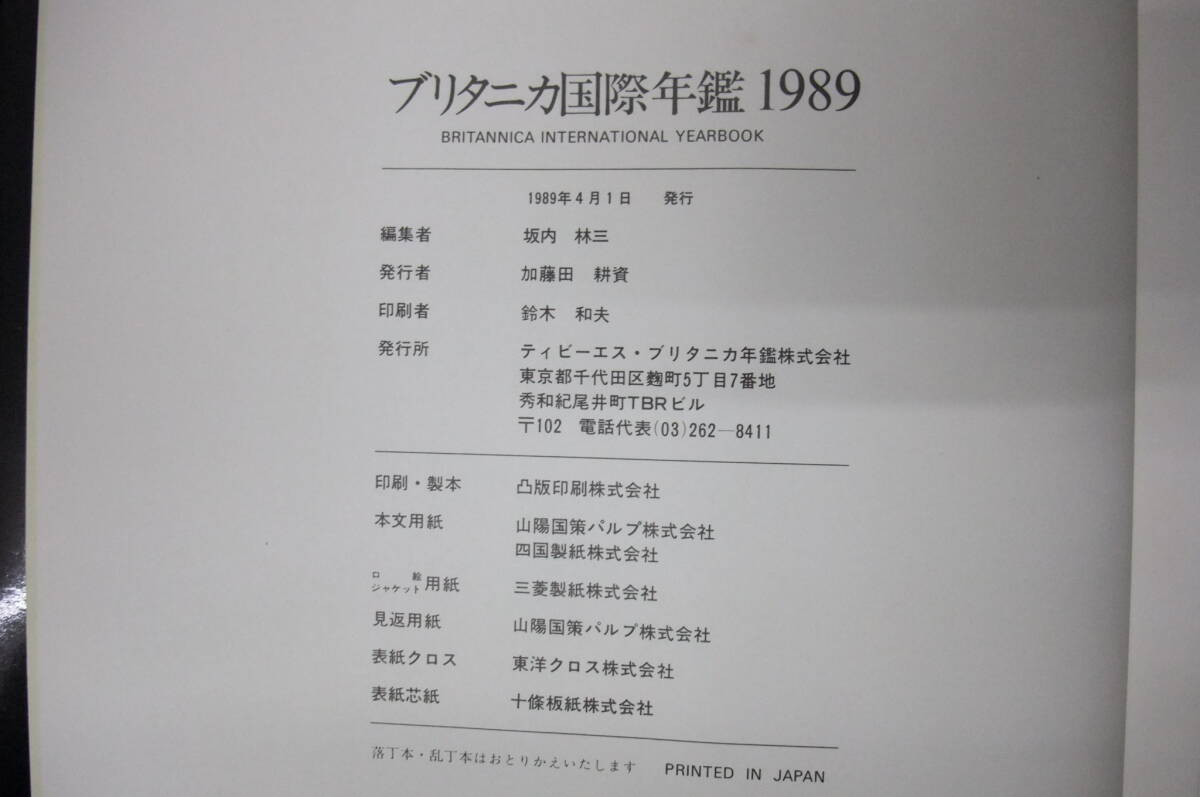 ブリタニカ国際年鑑 1989
BRITANNICA INTERNATIONAL YEARBOOK
1989年4月1日　発行
編集者　坂内　林三
発行者　加藤田　耕資
印刷者　鈴木　和夫
発行所　ティビーエス・ブリタニカ年鑑株式会社
東京都千代田区麴町5丁目7番地
秀和紀尾井町TBRビル
〒102　電話代表(03)262—8411
印刷・製本　凸版印刷株式会社
本文用紙　山陽国策パルプ株式会社
四国製紙株式会社
口絵ジャケット用紙　三菱製紙株式会社
見返用紙　山陽国策パルプ株式会社
表紙クロス　東洋クロス株式会社
表紙芯紙　十條板紙株式会社
落丁本・乱丁本はおとりかえいたします　PRINTED IN JAPAN